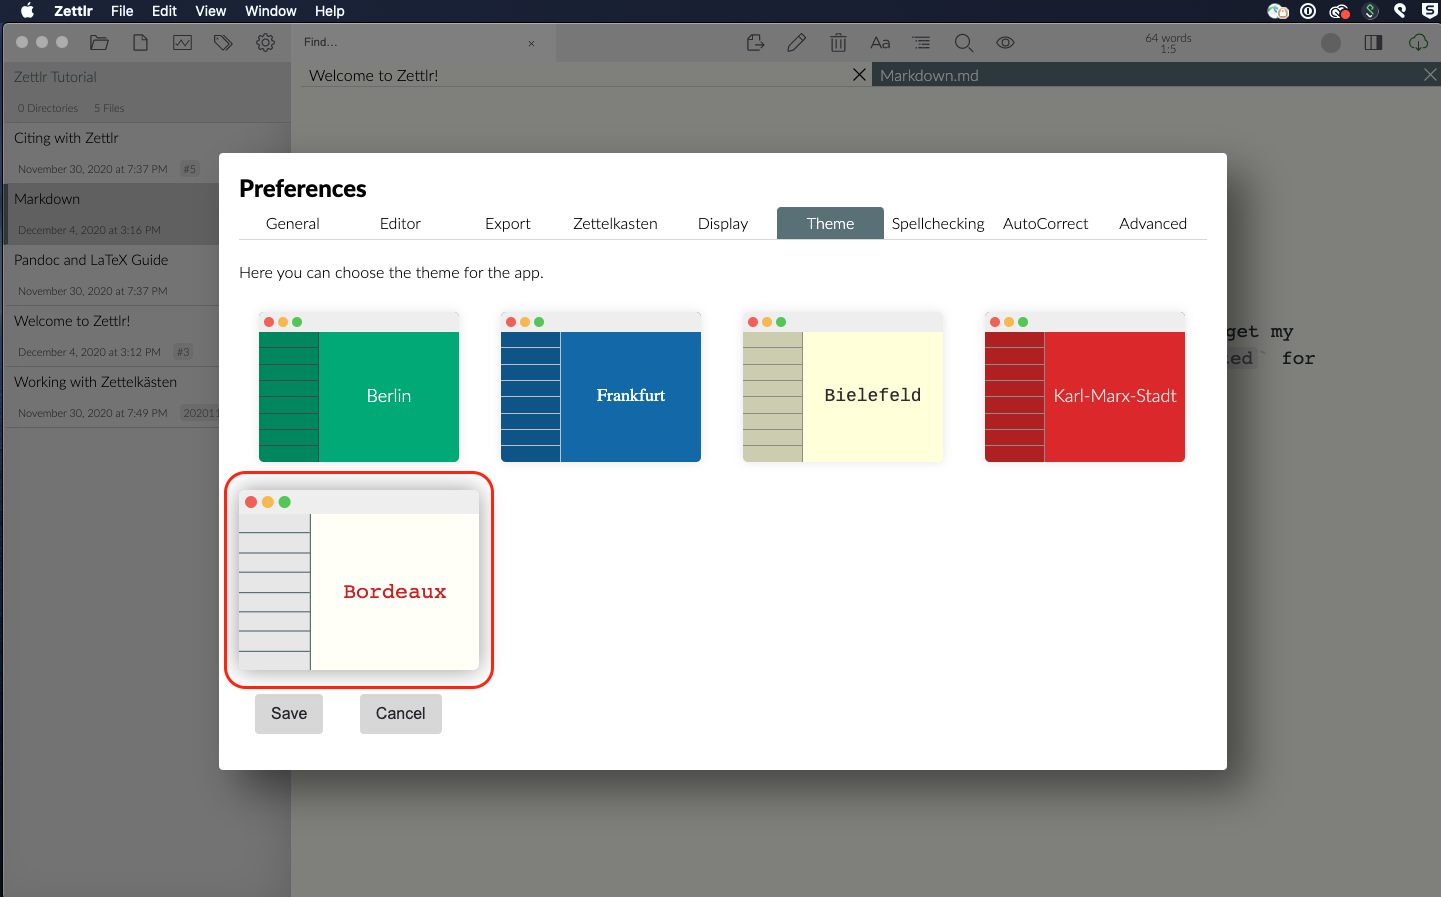 Zettlr File Edit View Window Help
Find... ×
64 words
1:5
Zettlr Tutorial
0 Directories 5 Files
Welcome to Zettlr!
Markdown.md
Citing with Zettlr
November 30, 2020 at 7:37 PM #5
Markdown
December 4, 2020 at 3:16 PM
Pandoc and LaTeX Guide
November 30, 2020 at 7:37 PM
Welcome to Zettlr!
December 4, 2020 at 3:12 PM #3
Working with Zettelkästen
November 30, 2020 at 7:49 PM 202011
Preferences
General Editor Export Zettelkasten Display Theme Spellchecking AutoCorrect Advanced
Here you can choose the theme for the app.
Berlin
Frankfurt
Bielefeld
Karl-Marx-Stadt
Bordeaux
Save Cancel
get my
ed` for